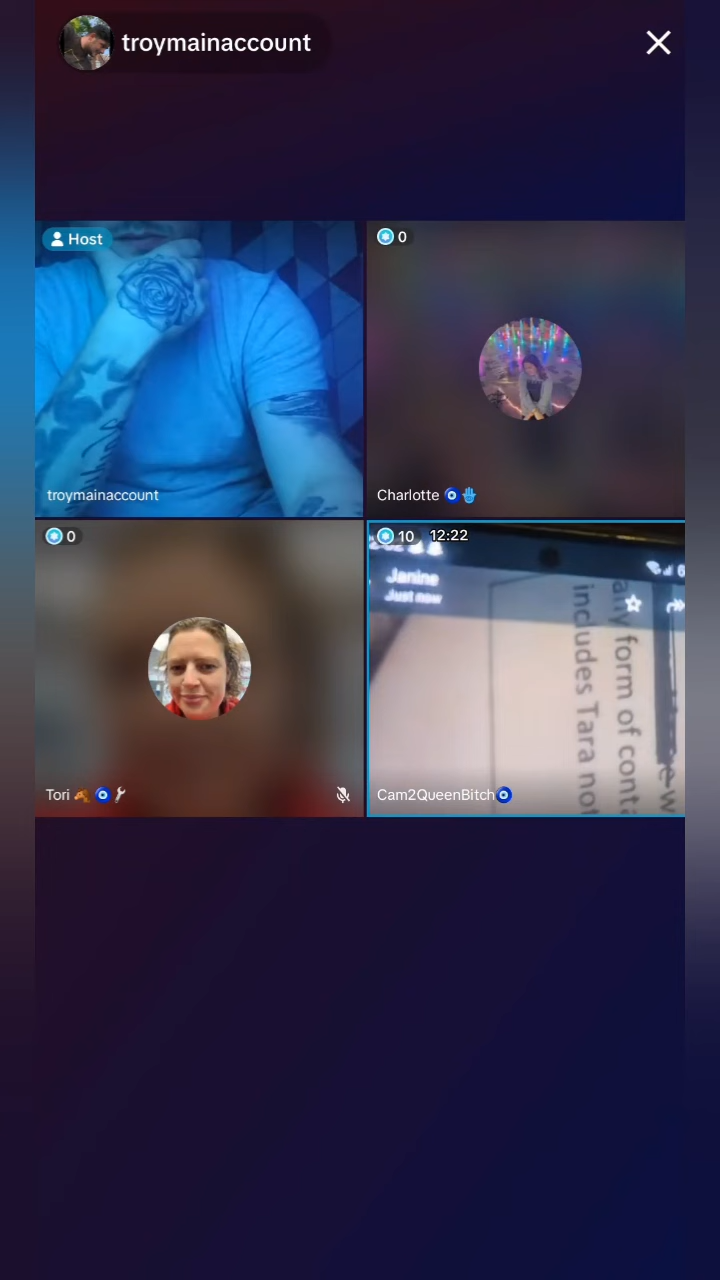 troymainaccount
Host
0
troymainaccount
Charlotte
0
Tori
10 12:22
Janine
Just now
ally form of conta
includes Tara not
Cam2QueenBitch